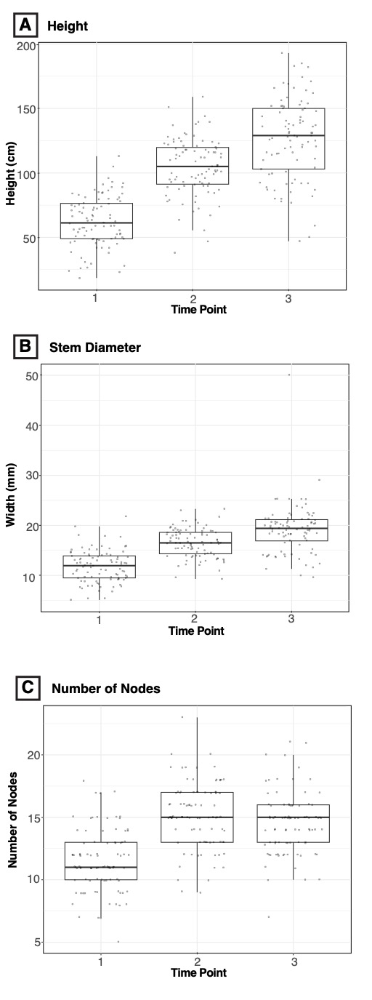 A Height
200
150
100
50
Height (cm)
1 2 3
Time Point
B Stem Diameter
50
40
30
20
10
Width (mm)
1 2 3
Time Point
C Number of Nodes
20
15
10
5
Number of Nodes
1 2 3
Time Point